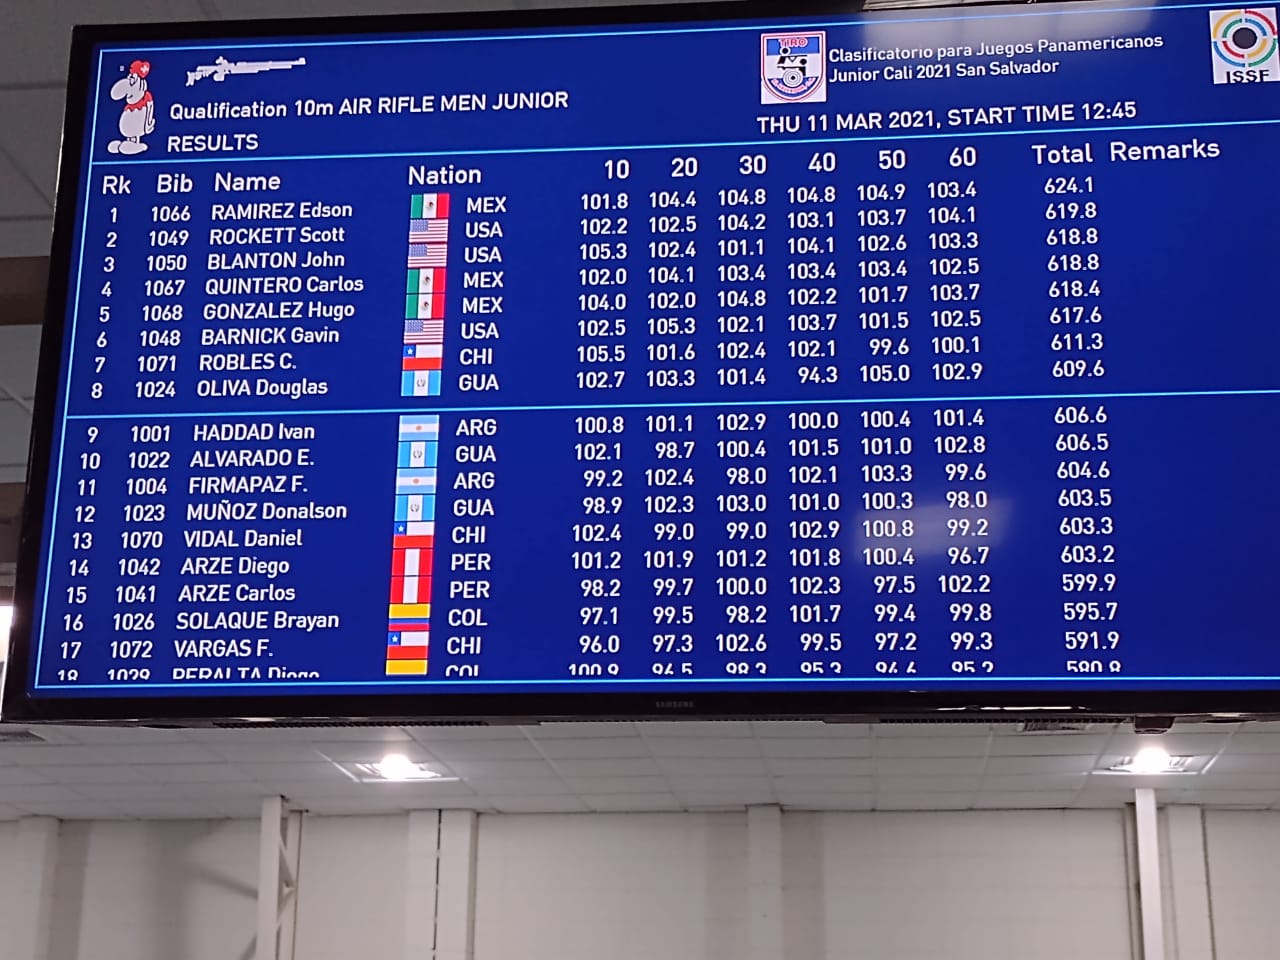 TIRO
Clasificatorio para Juegos Panamericanos
Junior Cali 2021 San Salvador
ISSF
Qualification 10m AIR RIFLE MEN JUNIOR
RESULTS
THU 11 MAR 2021, START TIME 12:45
Rk Bib Name Nation 10 20 30 40 50 60 Total Remarks
1 1066 RAMIREZ Edson MEX 101.8 104.4 104.8 104.8 104.9 103.4 624.1
2 1049 ROCKETT Scott USA 102.2 102.5 104.2 103.1 103.7 104.1 619.8
3 1050 BLANTON John USA 105.3 102.4 101.1 104.1 102.6 103.3 618.8
4 1067 QUINTERO Carlos MEX 102.0 104.1 103.4 103.4 103.4 102.5 618.8
5 1068 GONZALEZ Hugo MEX 104.0 102.0 104.8 102.2 101.7 103.7 618.4
6 1048 BARNICK Gavin USA 102.5 105.3 102.1 103.7 101.5 102.5 617.6
7 1071 ROBLES C. CHI 105.5 101.6 102.4 102.1 99.6 100.1 611.3
8 1024 OLIVA Douglas GUA 102.7 103.3 101.4 94.3 105.0 102.9 609.6
9 1001 HADDAD Ivan ARG 100.8 101.1 102.9 100.0 100.4 101.4 606.6
10 1022 ALVARADO E. GUA 102.1 98.7 100.4 101.5 101.0 102.8 606.5
11 1004 FIRMAPAZ F. ARG 99.2 102.4 98.0 102.1 103.3 99.6 604.6
12 1023 MUÑOZ Donalson GUA 98.9 102.3 103.0 101.0 100.3 98.0 603.5
13 1070 VIDAL Daniel CHI 102.4 99.0 99.0 102.9 100.8 99.2 603.3
14 1042 ARZE Diego PER 101.2 101.9 101.2 101.8 100.4 96.7 603.2
15 1041 ARZE Carlos PER 98.2 99.7 100.0 102.3 97.5 102.2 599.9
16 1026 SOLAQUE Brayan COL 97.1 99.5 98.2 101.7 99.4 99.8 595.7
17 1072 VARGAS F. CHI 96.0 97.3 102.6 99.5 97.2 99.3 591.9
18 PERALTA Diego COL
SAMSUNG